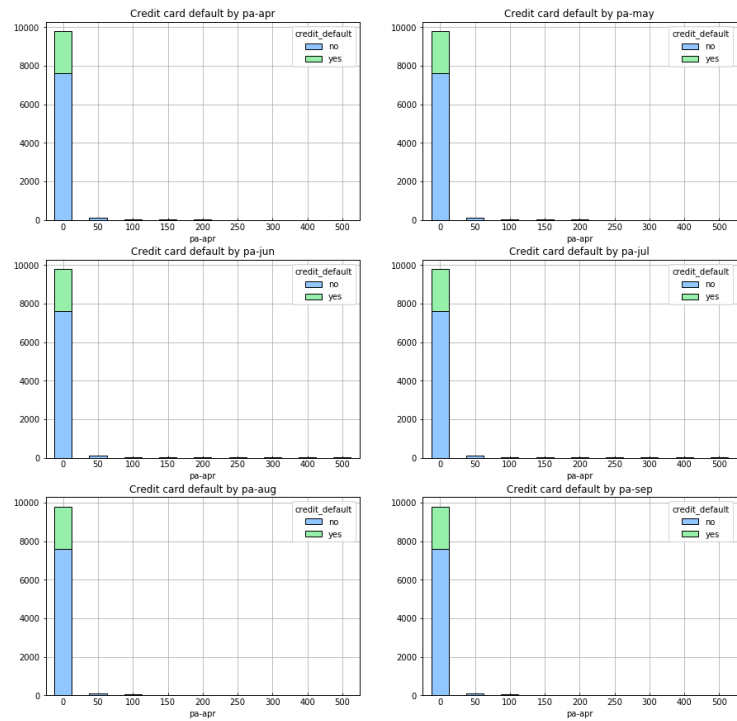 Credit card default by pa-apr
credit_default
no
yes
10000
8000
6000
4000
2000
0
0 50 100 150 200 250 300 400 500
pa-apr
Credit card default by pa-may
credit_default
no
yes
10000
8000
6000
4000
2000
0
0 50 100 150 200 250 300 400 500
pa-apr
Credit card default by pa-jun
credit_default
no
yes
10000
8000
6000
4000
2000
0
0 50 100 150 200 250 300 400 500
pa-apr
Credit card default by pa-jul
credit_default
no
yes
10000
8000
6000
4000
2000
0
0 50 100 150 200 250 300 400 500
pa-apr
Credit card default by pa-aug
credit_default
no
yes
10000
8000
6000
4000
2000
0
0 50 100 150 200 250 300 400 500
pa-apr
Credit card default by pa-sep
credit_default
no
yes
10000
8000
6000
4000
2000
0
0 50 100 150 200 250 300 400 500
pa-apr